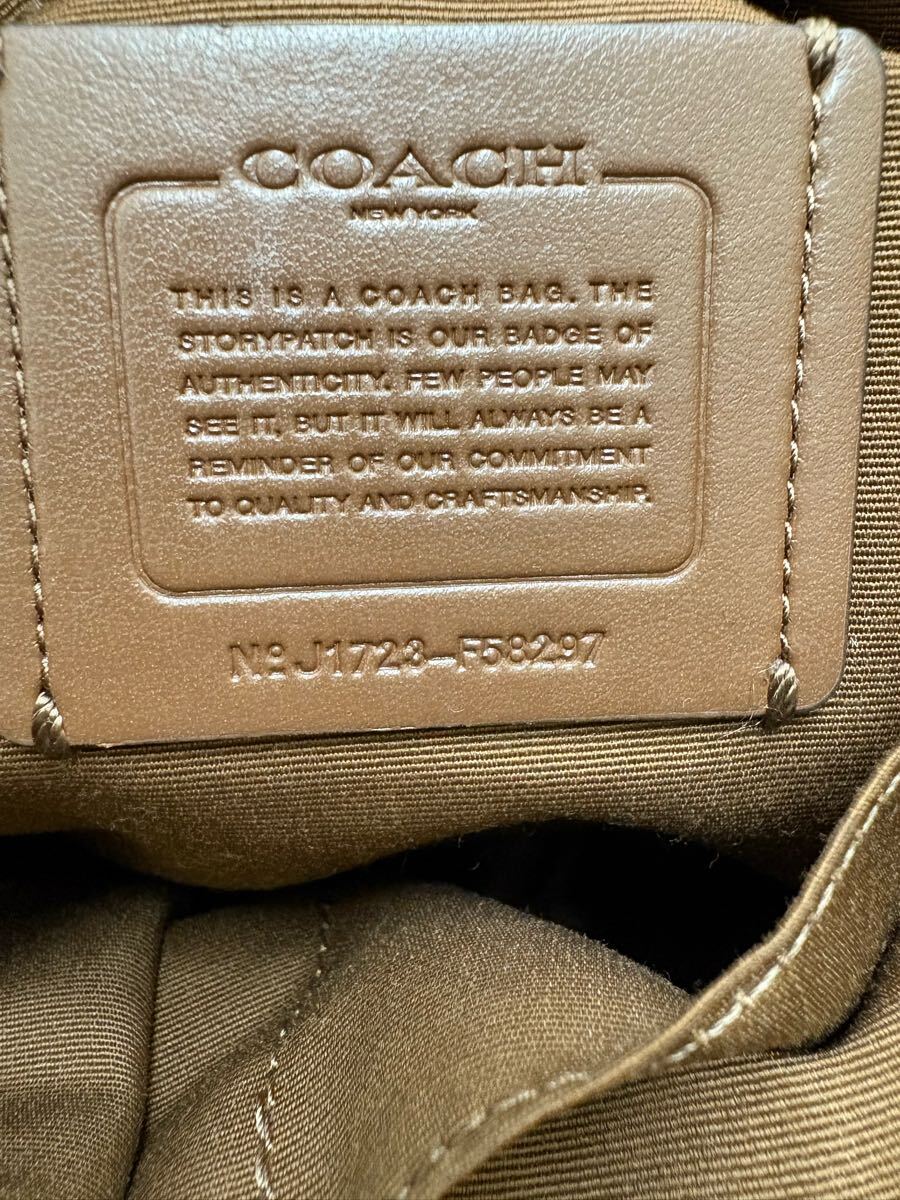 COACH
NEW YORK
THIS IS A COACH BAG. THE
STORYPATCH IS OUR BADGE OF
AUTHENTICITY. FEW PEOPLE MAY
SEE IT, BUT IT WILL ALWAYS BE A
REMINDER OF OUR COMMITMENT
TO QUALITY AND CRAFTSMANSHIP.
Nº J1723-F58297